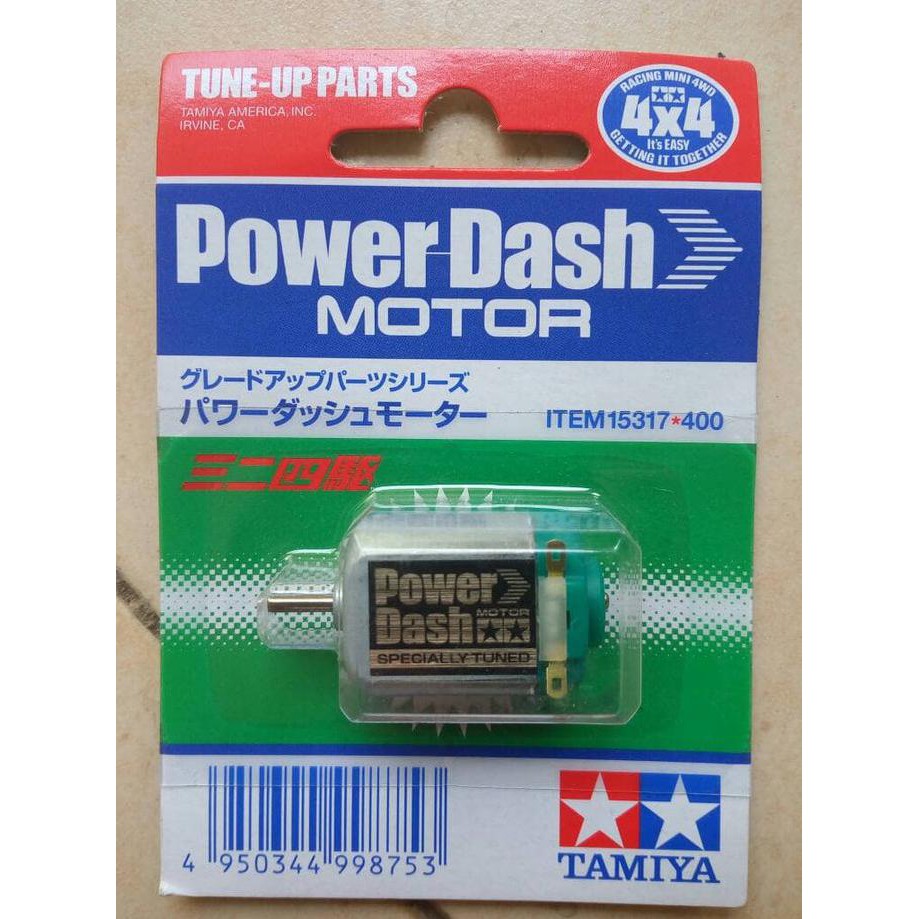 TUNE-UP PARTS
TAMIYA AMERICA, INC.
IRVINE, CA
RACING MINI 4WD
4x4
It's EASY
GETTING IT TOGETHER
Power Dash
MOTOR
グレードアップパーツシリーズ
パワーダッシュモーター
ITEM 15317*400
ミニ四駆
Power
Dash
MOTOR
SPECIALLY TUNED
4 950344 998753
TAMIYA